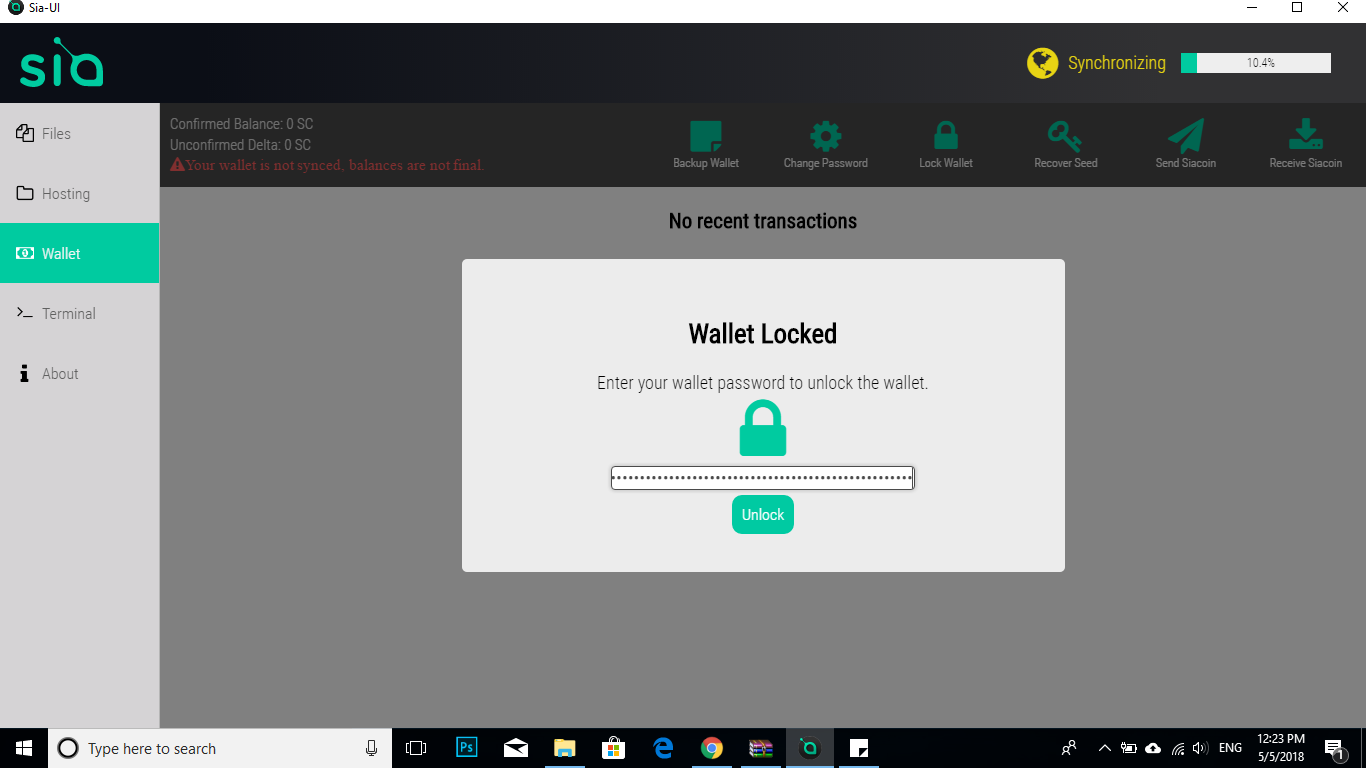 Sia-UI
sia
Synchronizing
10.4%
Files
Hosting
Wallet
Terminal
About
Confirmed Balance: 0 SC
Unconfirmed Delta: 0 SC
Your wallet is not synced, balances are not final.
Backup Wallet
Change Password
Lock Wallet
Recover Seed
Send Siacoin
Receive Siacoin
No recent transactions
Wallet Locked
Enter your wallet password to unlock the wallet.
Unlock
Type here to search
Ps
ENG
12:23 PM
5/5/2018
1